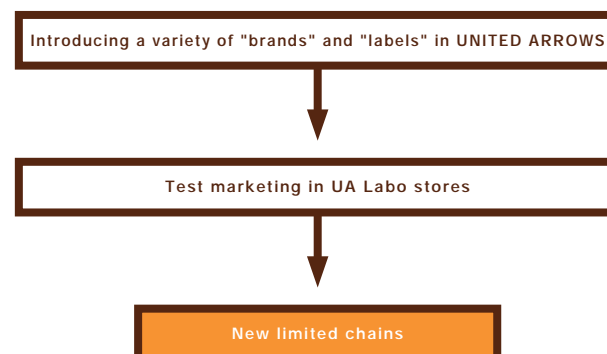 Introducing a variety of "brands" and "labels" in UNITED ARROWS
Test marketing in UA Labo stores
New limited chains